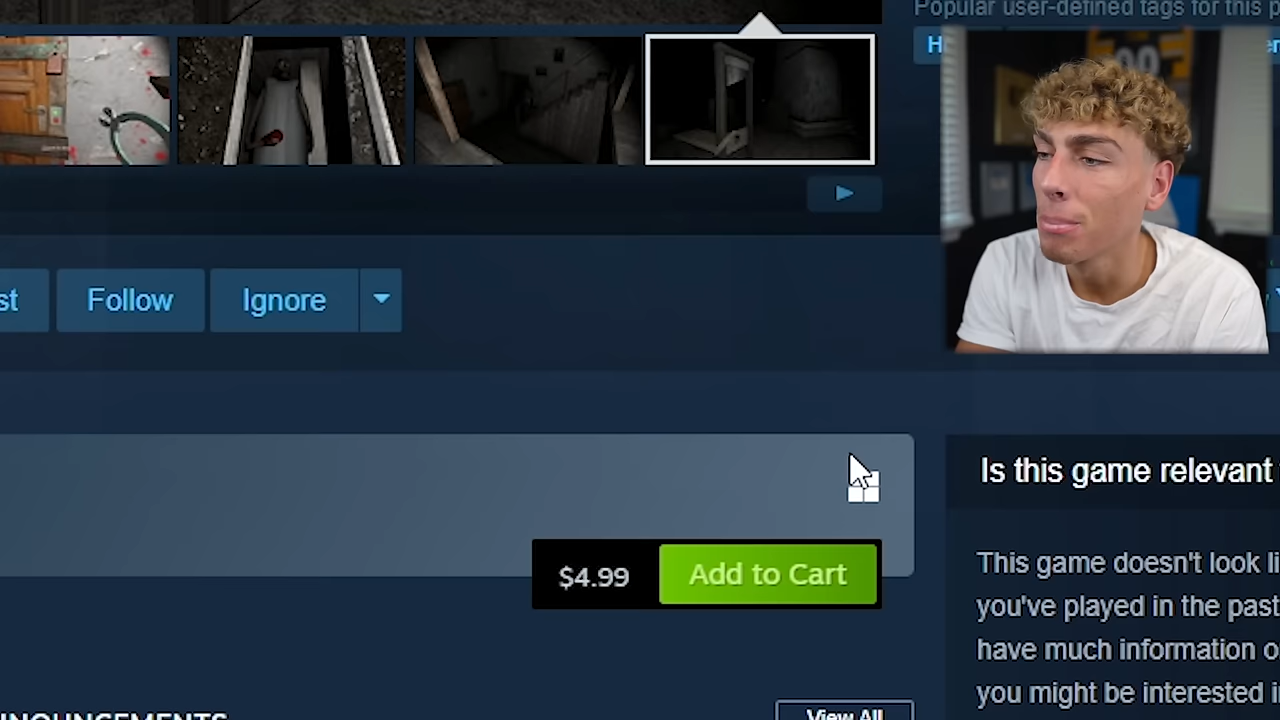 Popular user-defined tags for this p
H
st
Follow
Ignore
Is this game relevant
$4.99
Add to Cart
This game doesn't look li
you've played in the past
have much information o
you might be interested i
NOUNCEMENTS
View All